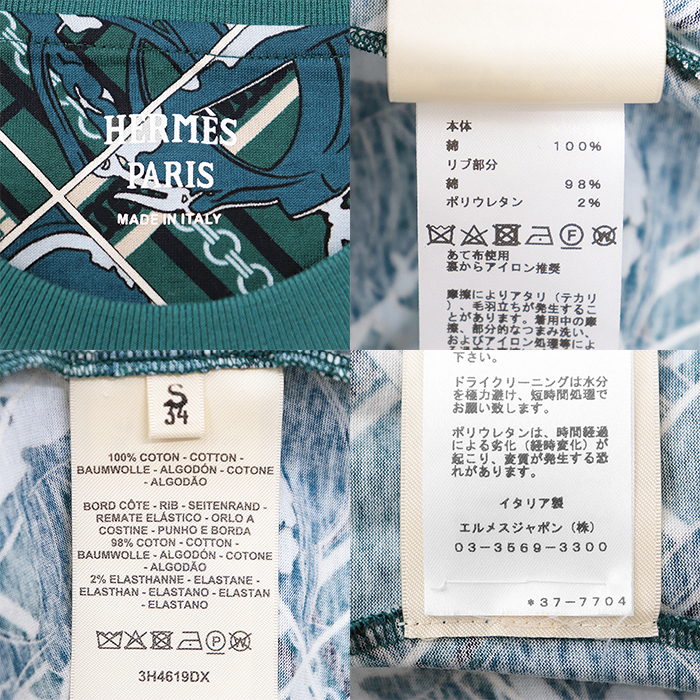 HERMÈS
PARIS
MADE IN ITALY
本体
綿 100%
リブ部分
綿 98%
ポリウレタン 2%
あて布使用
裏からアイロン推奨
摩擦によりアタリ（テカリ
）、毛羽立ちが発生するこ
とがあります。着用中の摩
擦、部分的なつまみ洗い、
およびアイロン処理等によ
S
34
100% COTON - COTTON -
BAUMWOLLE - ALGODÓN - COTONE
- ALGODÃO
BORD CÔTE - RIB - SEITENRAND -
REMATE ELÁSTICO - ORLO A
COSTINE - PUNHO E BORDA
98% COTON - COTTON -
BAUMWOLLE - ALGODÓN - COTONE
- ALGODÃO
2% ELASTHANNE - ELASTANE -
ELASTHAN - ELASTANO - ELASTAN
- ELASTANO
P
W
3H4619DX
下さい。
ドライクリーニングは水分
を極力避け、短時間処理で
お願いします。
ポリウレタンは、時間経過
による劣化（経時変化）が
起こり、変質が発生する恐
れがあります。
イタリア製
エルメスジャポン（株）
03-3569-3300
*37-7704